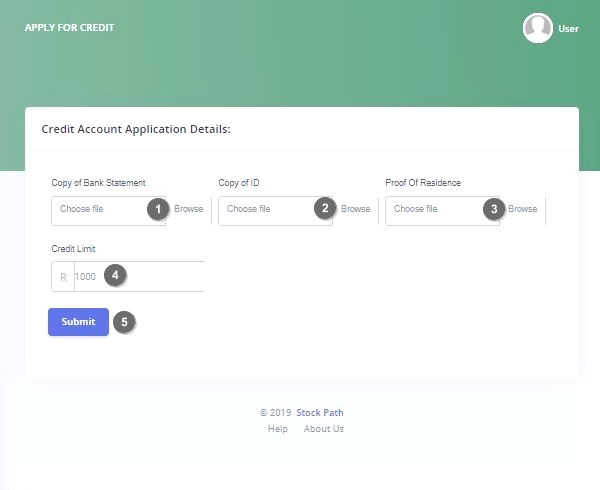 APPLY FOR CREDIT User
Credit Account Application Details:
Copy of Bank Statement Copy of ID Proof Of Residence
Choose file 1 Browse Choose file 2 Browse Choose file 3 Browse
Credit Limit
R 1000 4
Submit 5
© 2019 Stock Path
Help About Us